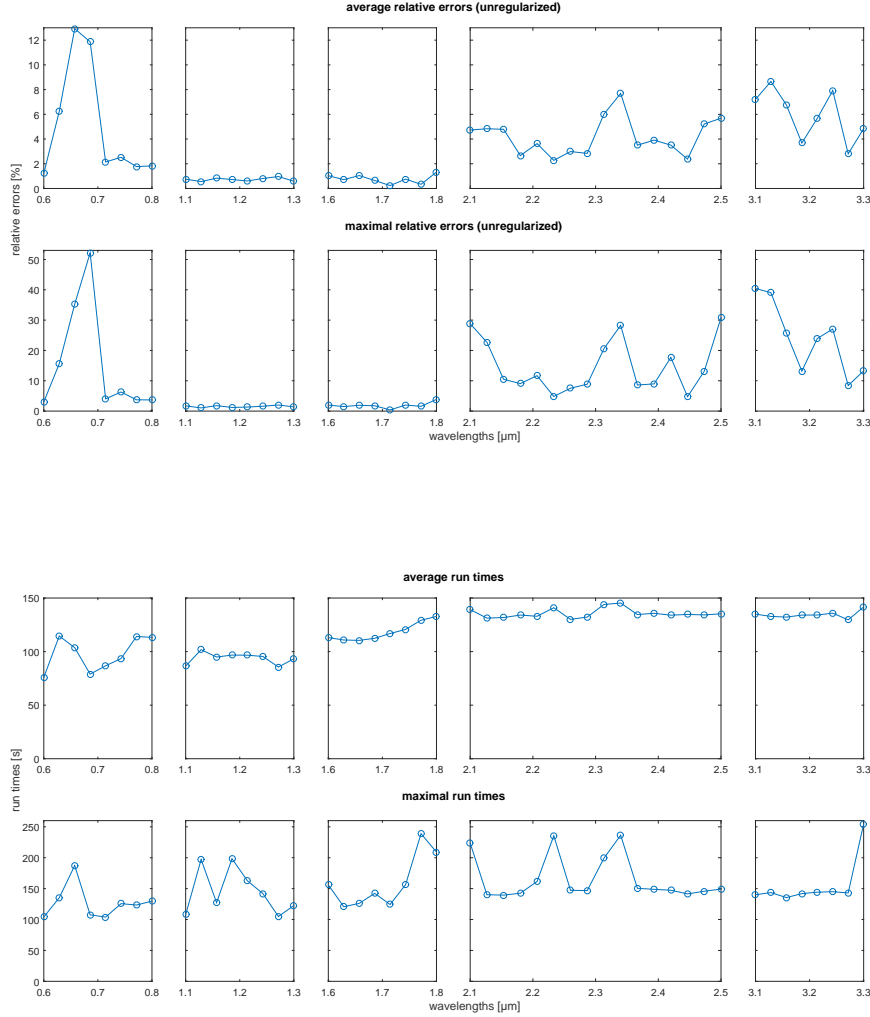 average relative errors (unregularized)
12
10
8
6
4
2
0
0.6 0.7 0.8 1.1 1.2 1.3 1.6 1.7 1.8 2.1 2.2 2.3 2.4 2.5 3.1 3.2 3.3
relative errors [%]
maximal relative errors (unregularized)
50
40
30
20
10
0
0.6 0.7 0.8 1.1 1.2 1.3 1.6 1.7 1.8 2.1 2.2 2.3 2.4 2.5 3.1 3.2 3.3
wavelengths [µm]
average run times
150
100
50
0
0.6 0.7 0.8 1.1 1.2 1.3 1.6 1.7 1.8 2.1 2.2 2.3 2.4 2.5 3.1 3.2 3.3
run times [s]
maximal run times
250
200
150
100
50
0
0.6 0.7 0.8 1.1 1.2 1.3 1.6 1.7 1.8 2.1 2.2 2.3 2.4 2.5 3.1 3.2 3.3
wavelengths [µm]